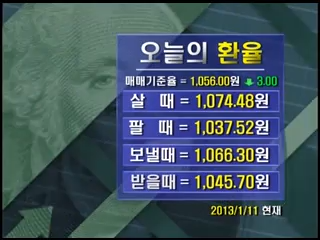 오늘의 환율
매매기준율 = 1,056.00원 ↓ 3.00
살 때 = 1,074.48원
팔 때 = 1,037.52원
보낼때 = 1,066.30원
받을때 = 1,045.70원
2013/1/11 현재